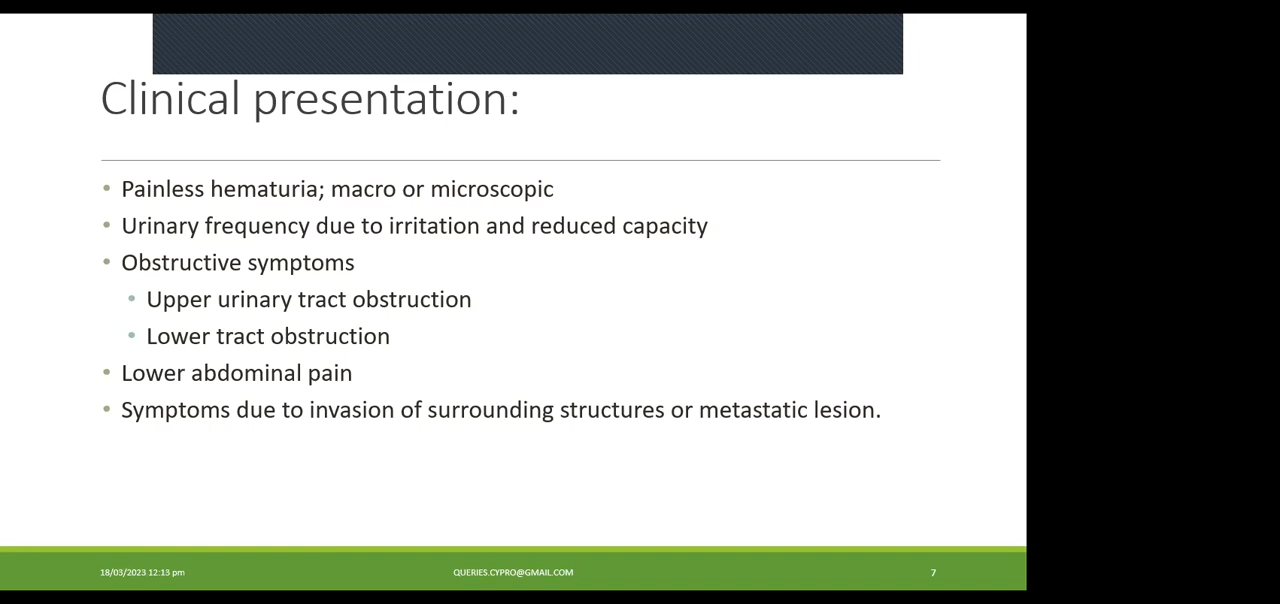 Clinical presentation:
• Painless hematuria; macro or microscopic
• Urinary frequency due to irritation and reduced capacity
• Obstructive symptoms
• Upper urinary tract obstruction
• Lower tract obstruction
• Lower abdominal pain
• Symptoms due to invasion of surrounding structures or metastatic lesion.
18/03/2023 12:13 pm
QUERIES.CYPRO@GMAIL.COM
7